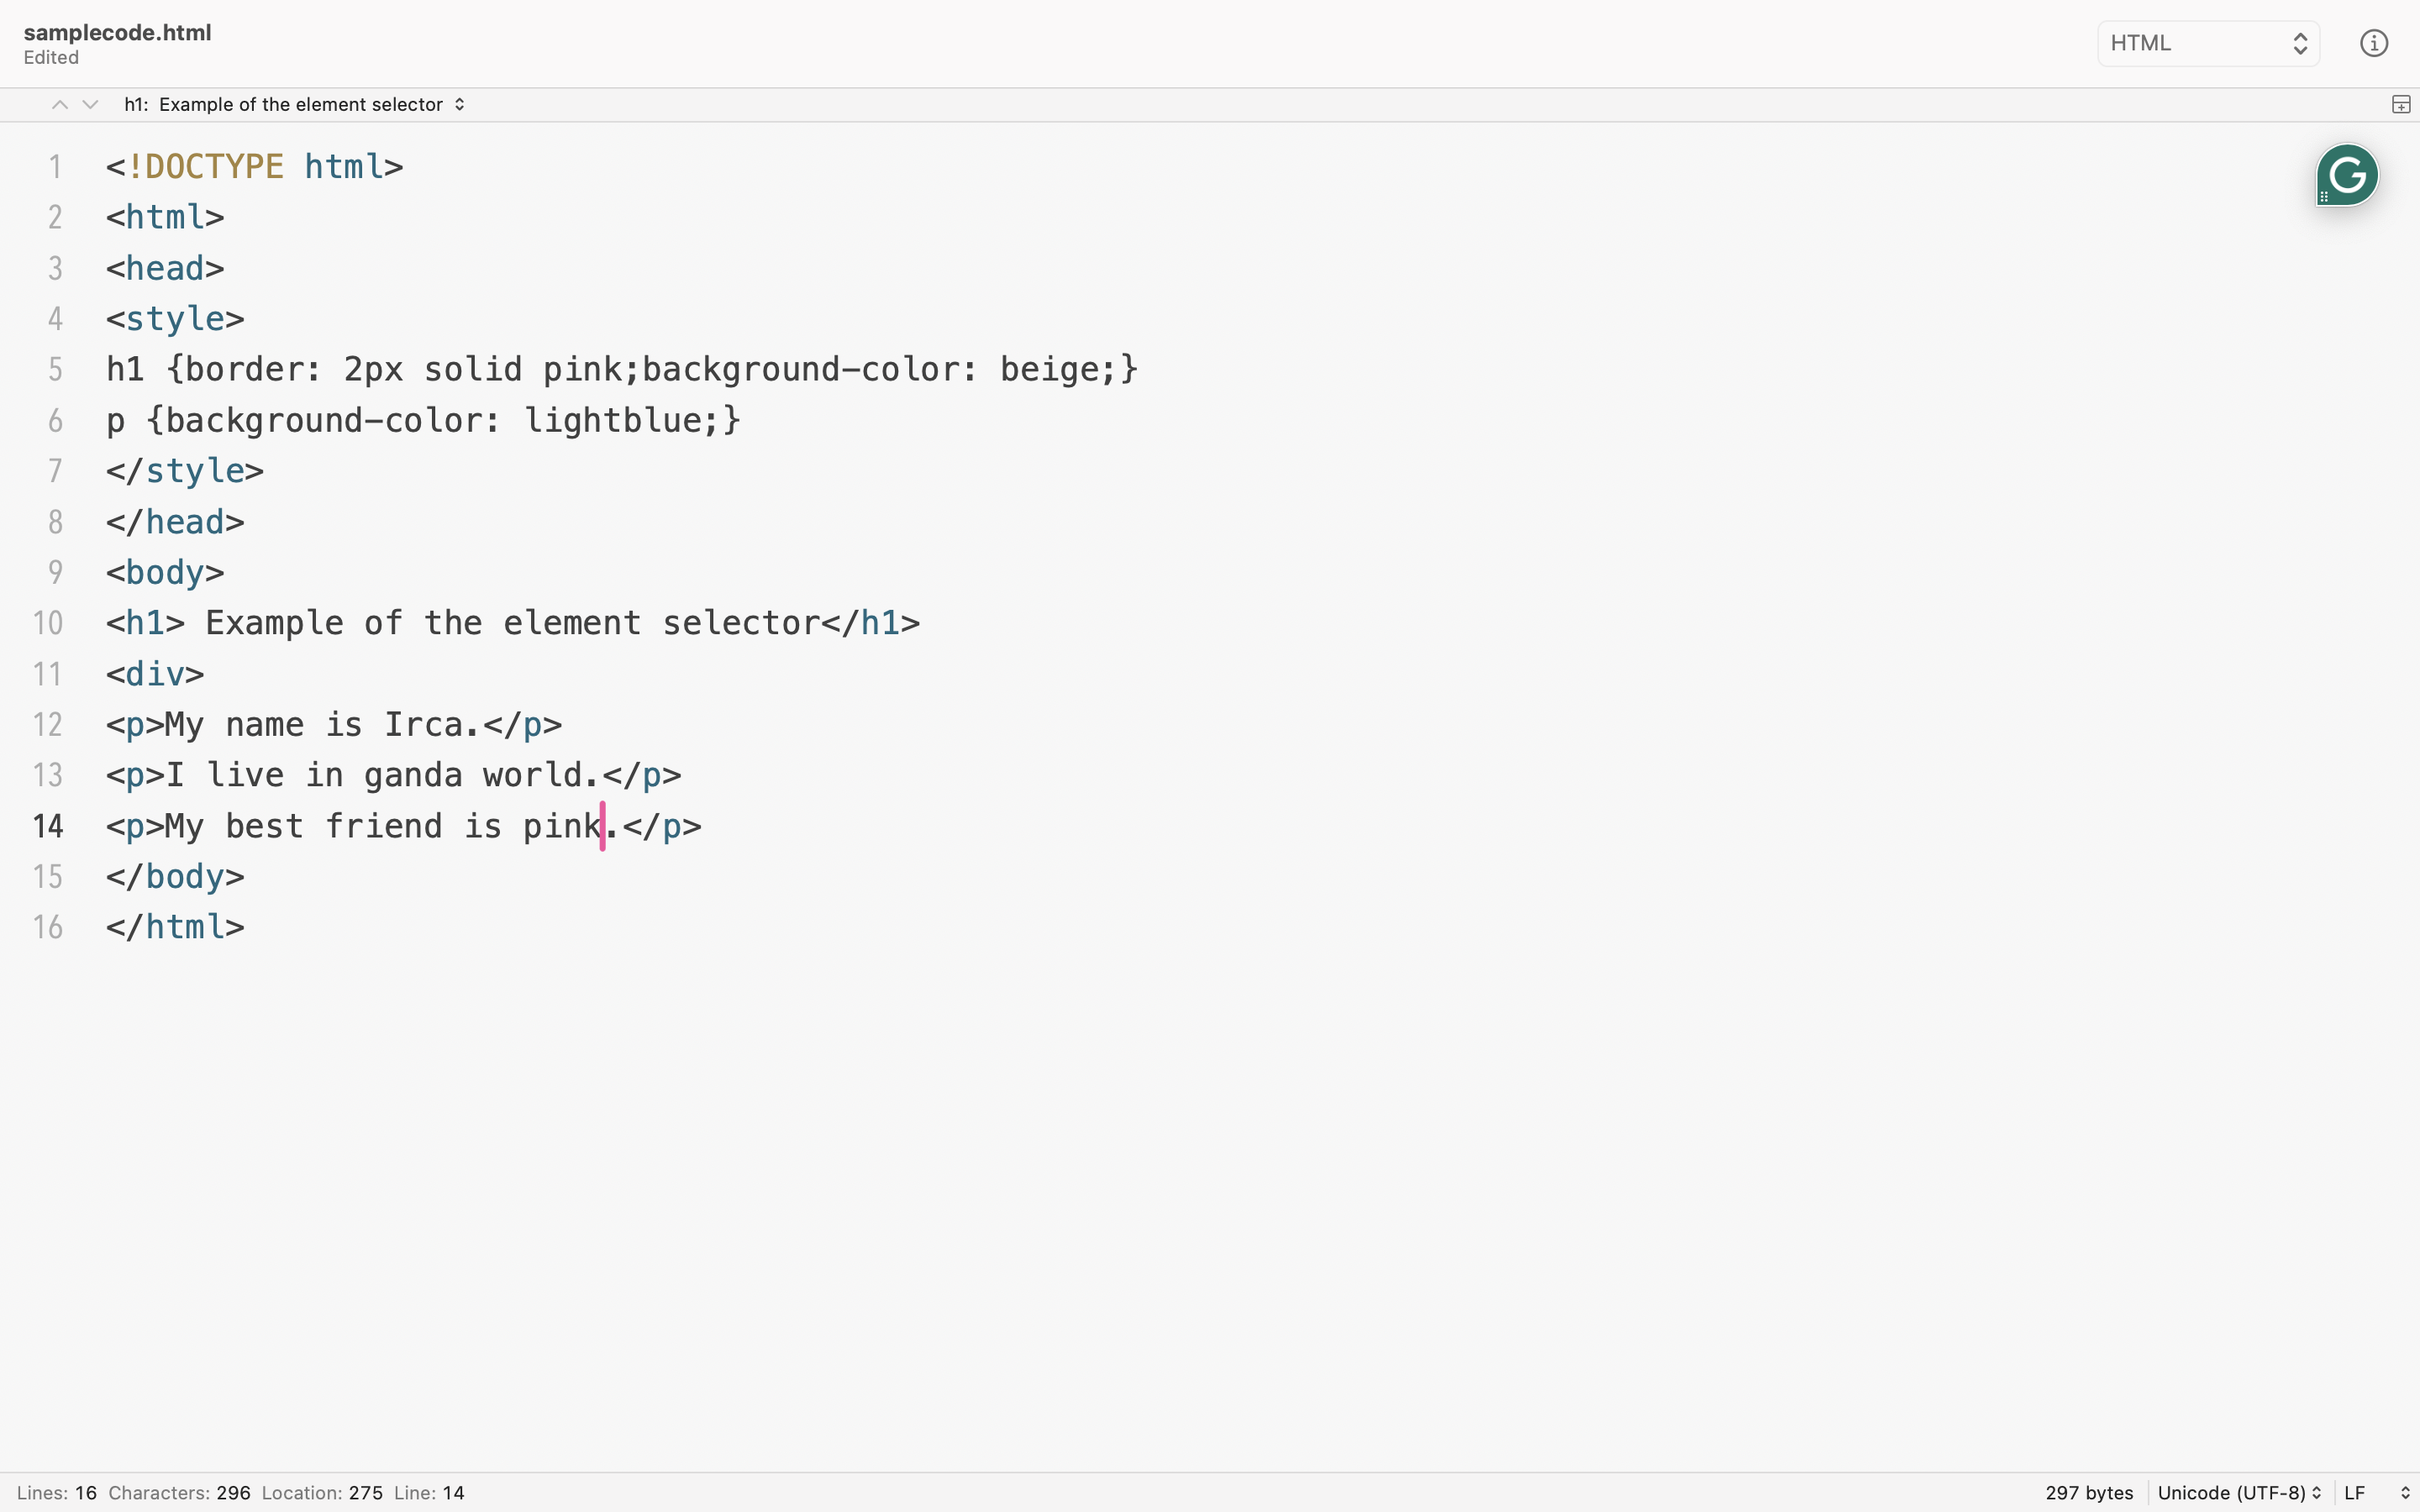 samplecode.html
Edited
HTML
h1: Example of the element selector
1 <!DOCTYPE html>
2 <html>
3 <head>
4 <style>
5 h1 {border: 2px solid pink;background-color: beige;}
6 p {background-color: lightblue;}
7 </style>
8 </head>
9 <body>
10 <h1> Example of the element selector</h1>
11 <div>
12 <p>My name is Irca.</p>
13 <p>I live in ganda world.</p>
14 <p>My best friend is pink.</p>
15 </body>
16 </html>
Lines: 16 Characters: 296 Location: 275 Line: 14 297 bytes Unicode (UTF-8) LF